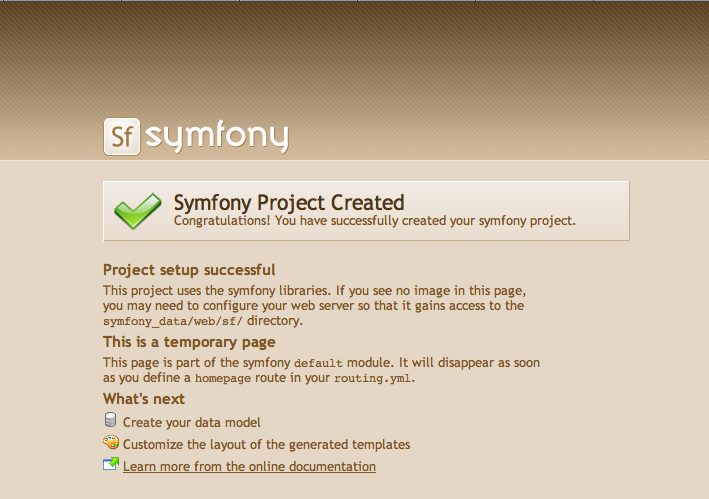 Sf symfony
Symfony Project Created
Congratulations! You have successfully created your symfony project.
Project setup successful
This project uses the symfony libraries. If you see no image in this page,
you may need to configure your web server so that it gains access to the
symfony_data/web/sf/ directory.
This is a temporary page
This page is part of the symfony default module. It will disappear as soon
as you define a homepage route in your routing.yml.
What's next
Create your data model
Customize the layout of the generated templates
Learn more from the online documentation